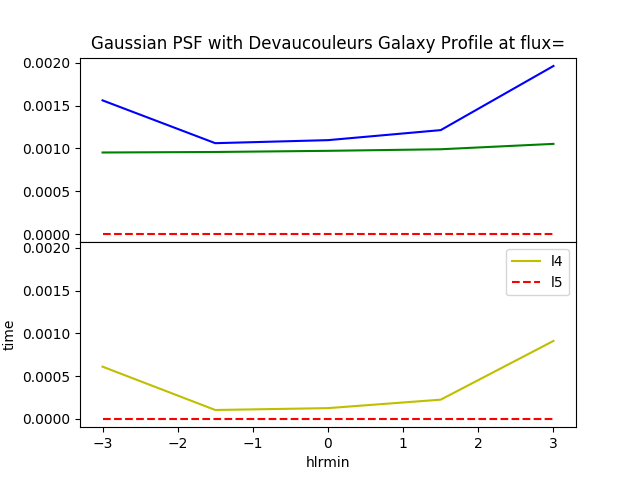 Gaussian PSF with Devaucouleurs Galaxy Profile at flux=
0.0020
0.0015
0.0010
0.0005
0.0000
0.0020
0.0015
0.0010
0.0005
0.0000
time
l4
l5
−3 −2 −1 0 1 2 3
hlrmin